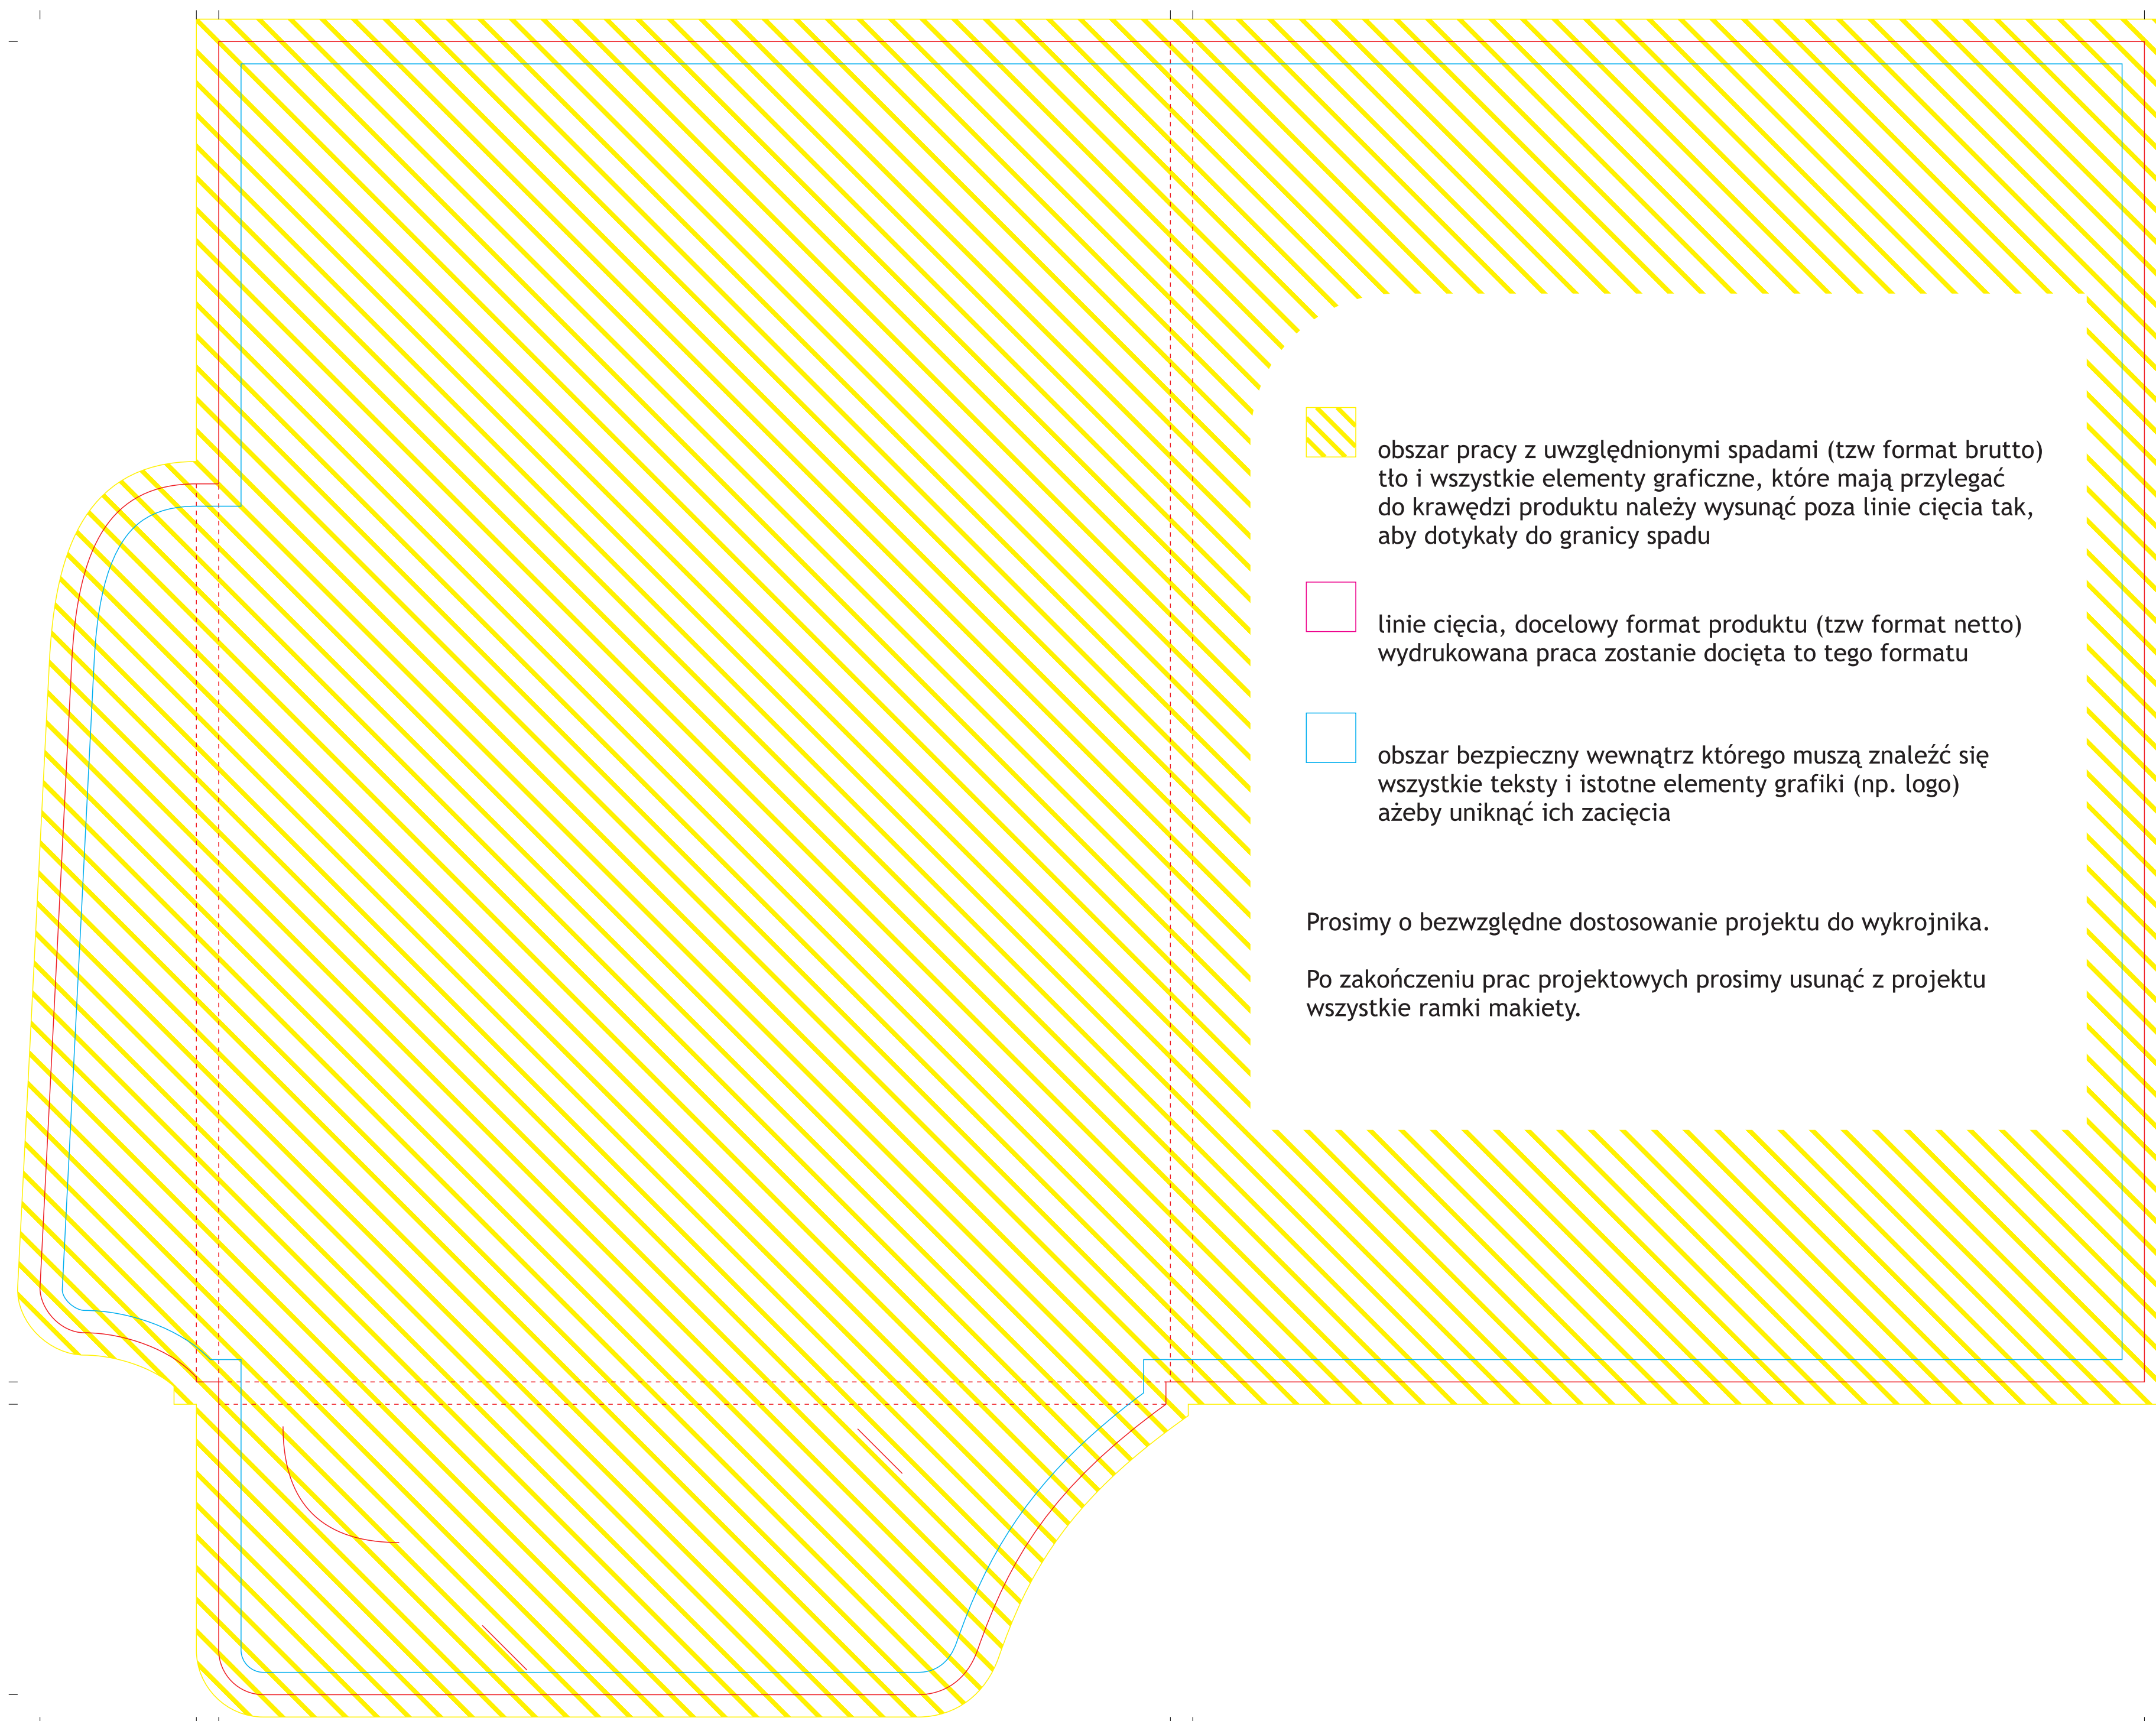 obszar pracy z uwzględnionymi spadami (tzw format brutto)
tło i wszystkie elementy graficzne, które mają przylegać
do krawędzi produktu należy wysunąć poza linie cięcia tak,
aby dotykały do granicy spadu
linie cięcia, docelowy format produktu (tzw format netto)
wydrukowana praca zostanie docięta to tego formatu
obszar bezpieczny wewnątrz którego muszą znaleźć się
wszystkie teksty i istotne elementy grafiki (np. logo)
ażeby uniknąć ich zacięcia
Prosimy o bezwzględne dostosowanie projektu do wykrojnika.
Po zakończeniu prac projektowych prosimy usunąć z projektu
wszystkie ramki makiety.